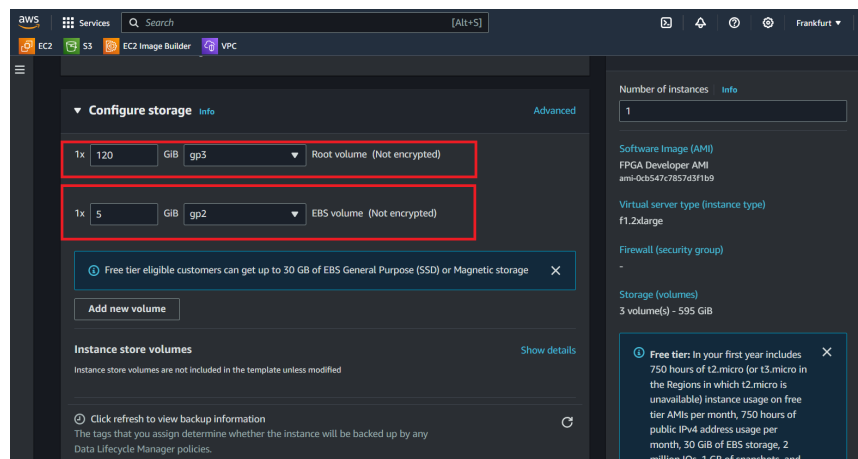 aws Services Search [Alt+S] Frankfurt ▼
EC2 S3 EC2 Image Builder VPC
▼ Configure storage Info Advanced
1x 120 GiB gp3 ▼ Root volume (Not encrypted)
1x 5 GiB gp2 ▼ EBS volume (Not encrypted)
Free tier eligible customers can get up to 30 GB of EBS General Purpose (SSD) or Magnetic storage
Add new volume
Instance store volumes Show details
Instance store volumes are not included in the template unless modified
Click refresh to view backup information
The tags that you assign determine whether the instance will be backed up by any
Data Lifecycle Manager policies.
Number of instances Info
1
Software Image (AMI)
FPGA Developer AMI
ami-0cb547c7857d3f1b9
Virtual server type (instance type)
f1.2xlarge
Firewall (security group)
-
Storage (volumes)
3 volume(s) - 595 GiB
Free tier: In your first year includes
750 hours of t2.micro (or t3.micro in
the Regions in which t2.micro is
unavailable) instance usage on free
tier AMIs per month, 750 hours of
public IPv4 address usage per
month, 30 GiB of EBS storage, 2
million IOs, 1 GB of snapshots, and